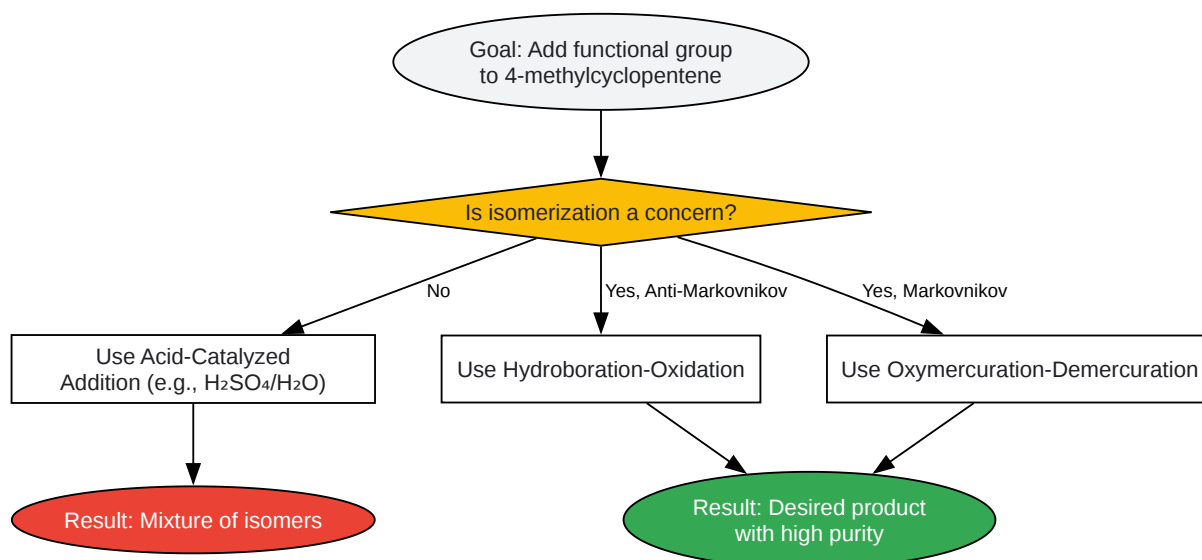 Goal: Add functional group
to 4-methylcyclopentene
Is isomerization a concern?
No
Yes, Anti-Markovnikov
Yes, Markovnikov
Use Acid-Catalyzed
Addition (e.g., H₂SO₄/H₂O)
Use Hydroboration-Oxidation
Use Oxymercuration-Demercuration
Result: Mixture of isomers
Result: Desired product
with high purity